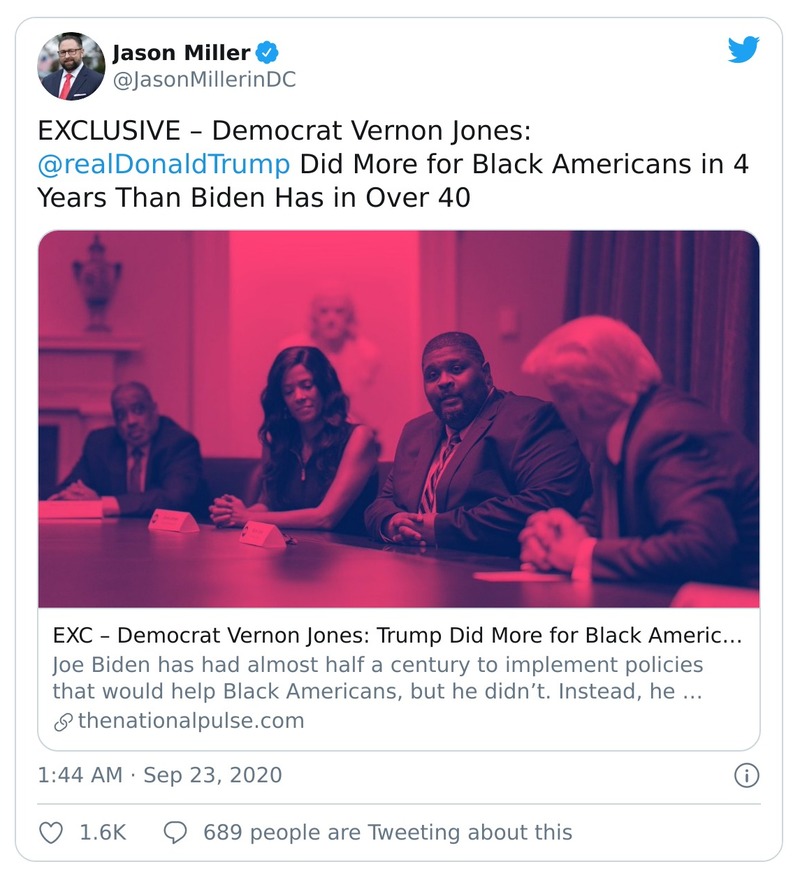 Jason Miller
@JasonMillerinDC
EXCLUSIVE – Democrat Vernon Jones:
@realDonaldTrump Did More for Black Americans in 4
Years Than Biden Has in Over 40
EXC – Democrat Vernon Jones: Trump Did More for Black Americ...
Joe Biden has had almost half a century to implement policies
that would help Black Americans, but he didn’t. Instead, he ...
thenationalpulse.com
1:44 AM · Sep 23, 2020
1.6K 689 people are Tweeting about this